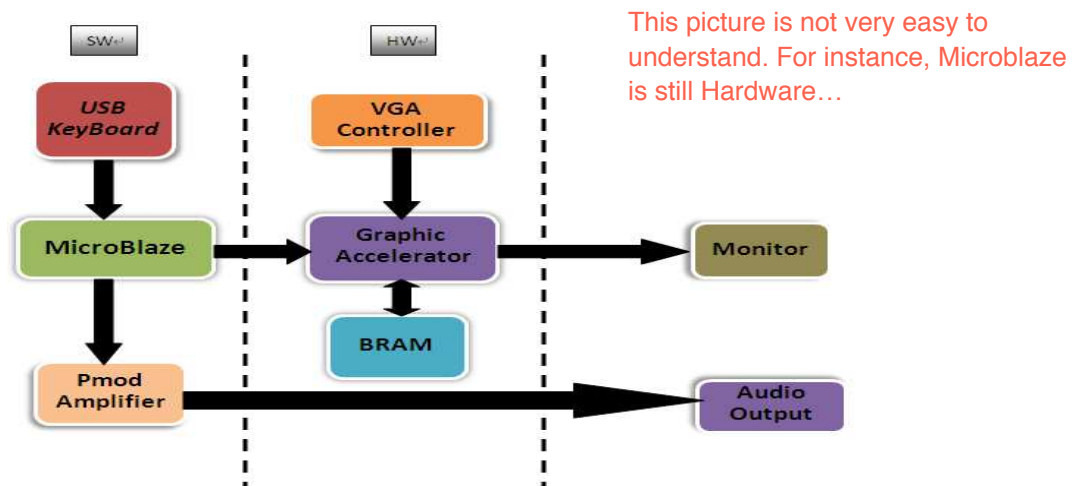 This picture is not very easy to
understand. For instance, Microblaze
is still Hardware…
SW↵
HW↵
USB
KeyBoard
VGA
Controller
MicroBlaze
Graphic
Accelerator
Monitor
BRAM
Pmod
Amplifier
Audio
Output